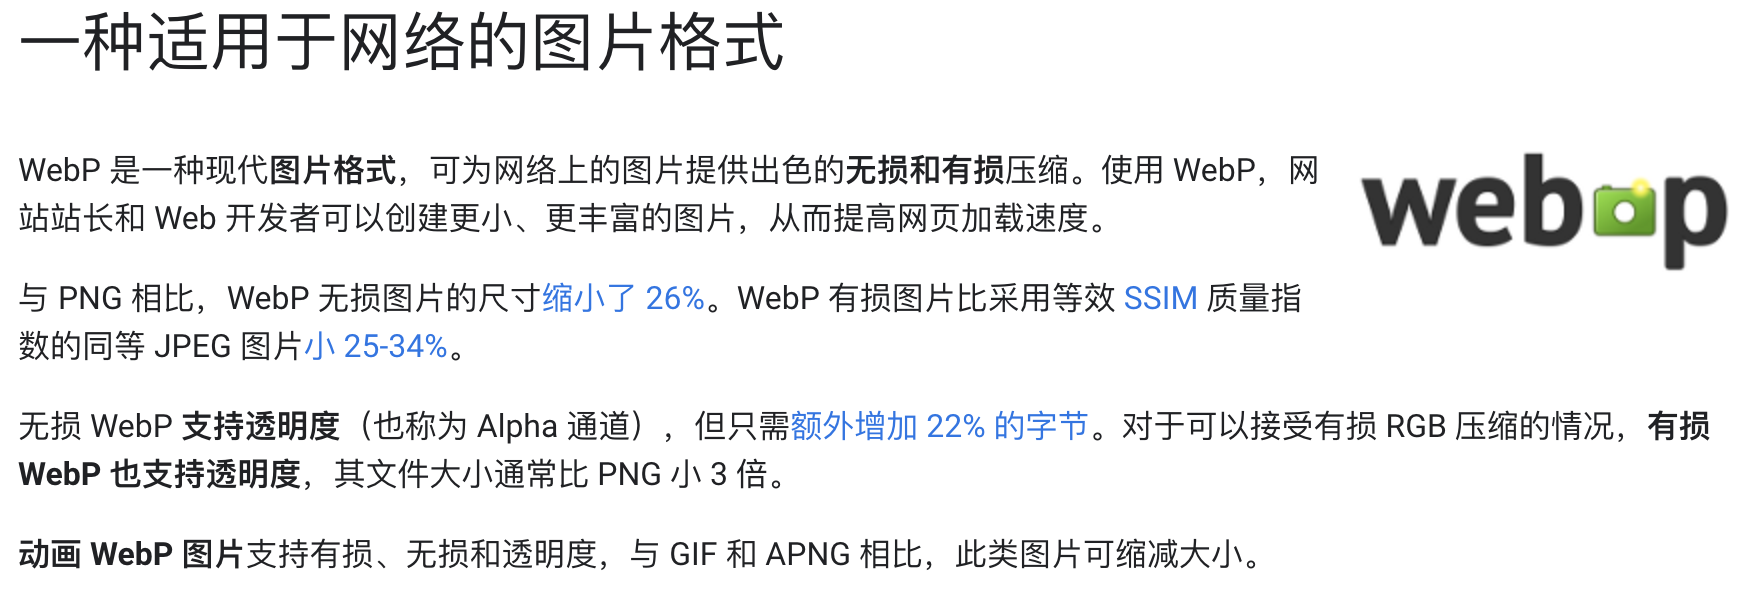 一种适用于网络的图片格式
WebP 是一种现代图片格式，可为网络上的图片提供出色的无损和有损压缩。使用 WebP，网
站站长和 Web 开发者可以创建更小、更丰富的图片，从而提高网页加载速度。
webp
与 PNG 相比，WebP 无损图片的尺寸缩小了 26%。WebP 有损图片比采用等效 SSIM 质量指
数的同等 JPEG 图片小 25-34%。
无损 WebP 支持透明度（也称为 Alpha 通道），但只需额外增加 22% 的字节。对于可以接受有损 RGB 压缩的情况，有损
WebP 也支持透明度，其文件大小通常比 PNG 小 3 倍。
动画 WebP 图片支持有损、无损和透明度，与 GIF 和 APNG 相比，此类图片可缩减大小。